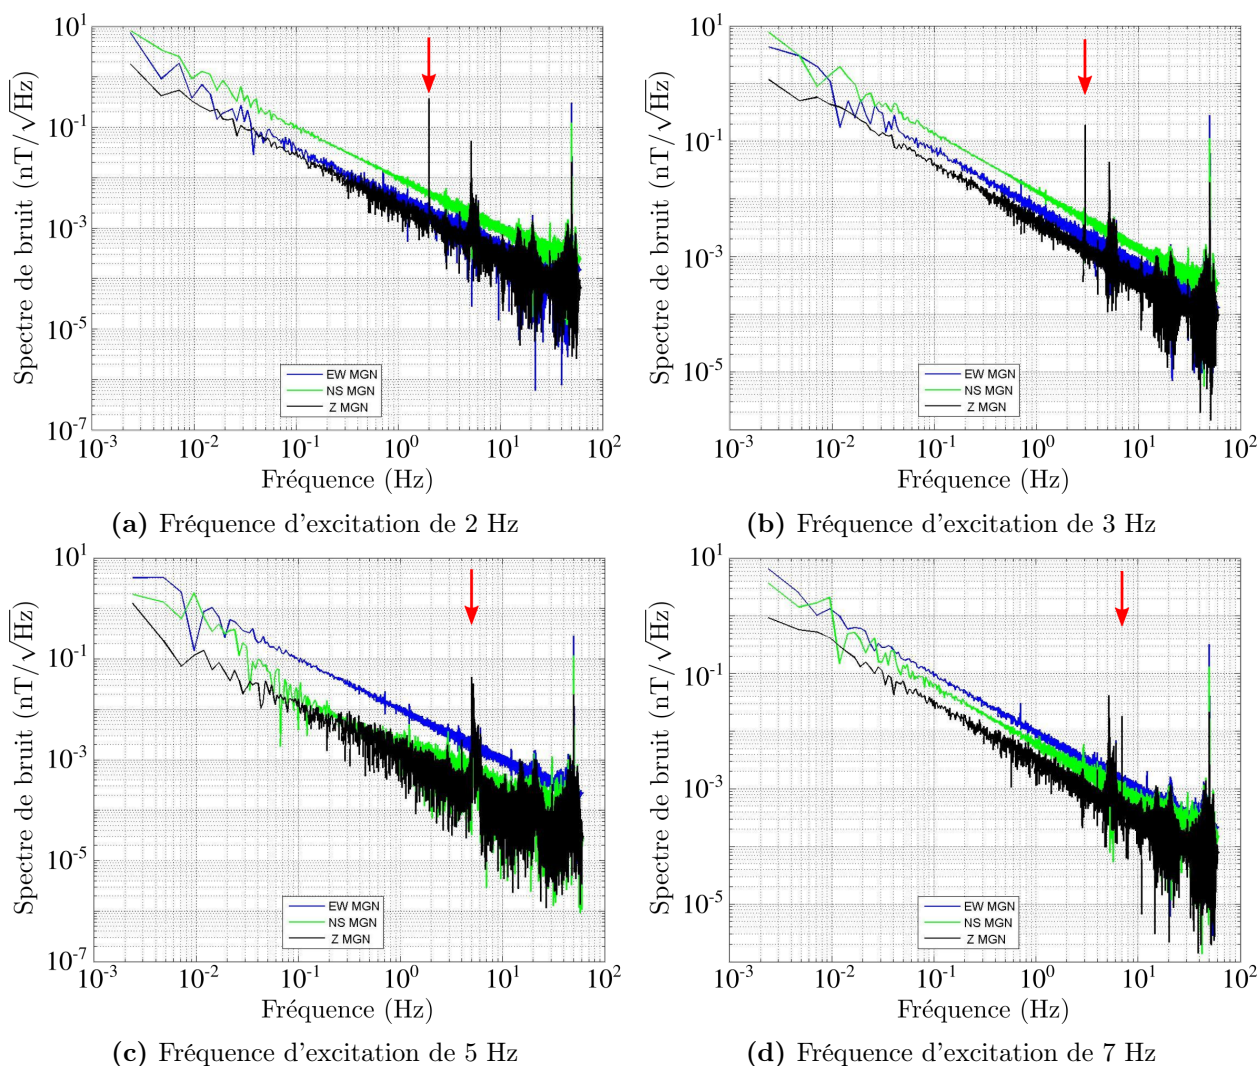 10¹
10⁻¹
10⁻³
10⁻⁵
10⁻⁷
Spectre de bruit (nT/√Hz)
EW MGN
NS MGN
Z MGN
10⁻³ 10⁻² 10⁻¹ 10⁰ 10¹ 10²
Fréquence (Hz)
(a) Fréquence d'excitation de 2 Hz
10¹
10⁻¹
10⁻³
10⁻⁵
Spectre de bruit (nT/√Hz)
EW MGN
NS MGN
Z MGN
10⁻³ 10⁻² 10⁻¹ 10⁰ 10¹ 10²
Fréquence (Hz)
(b) Fréquence d'excitation de 3 Hz
10¹
10⁻¹
10⁻³
10⁻⁵
10⁻⁷
Spectre de bruit (nT/√Hz)
EW MGN
NS MGN
Z MGN
10⁻³ 10⁻² 10⁻¹ 10⁰ 10¹ 10²
Fréquence (Hz)
(c) Fréquence d'excitation de 5 Hz
10¹
10⁻¹
10⁻³
10⁻⁵
Spectre de bruit (nT/√Hz)
EW MGN
NS MGN
Z MGN
10⁻³ 10⁻² 10⁻¹ 10⁰ 10¹ 10²
Fréquence (Hz)
(d) Fréquence d'excitation de 7 Hz